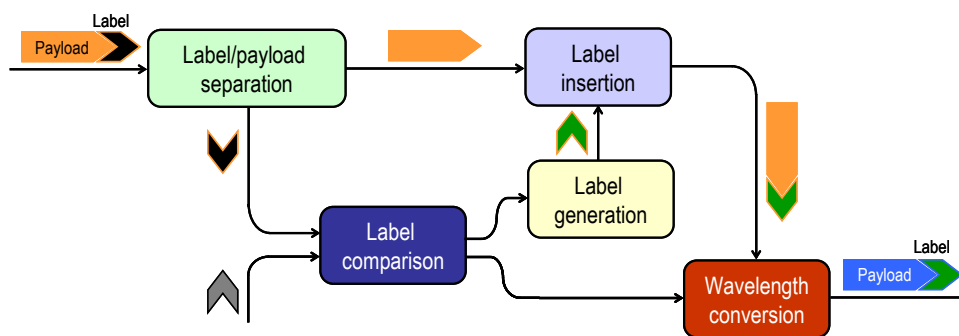 Label
Payload
Label/payload
separation
Label
insertion
Label
generation
Label
comparison
Label
Payload
Wavelength
conversion